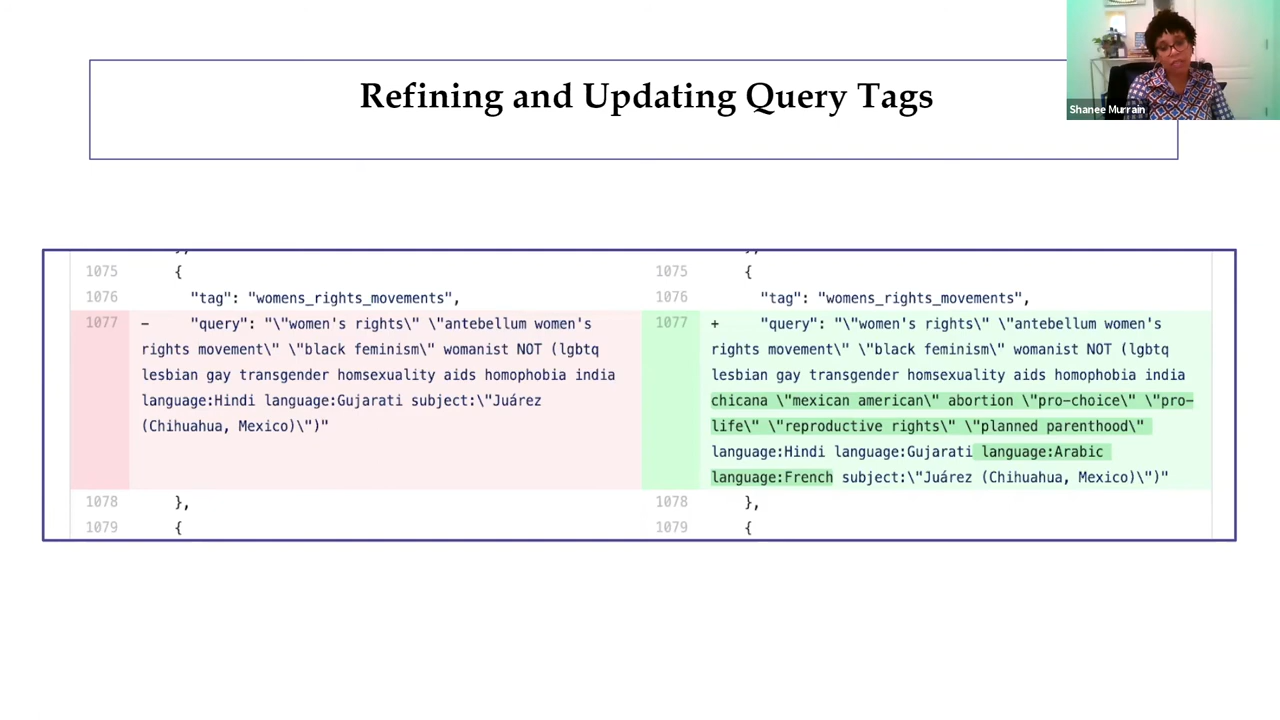 Refining and Updating Query Tags
Shanee Murrain
1075 {
1076 "tag": "womens_rights_movements",
1077 – "query": "\"women's rights\" \"antebellum women's
rights movement\" \"black feminism\" womanist NOT (lgbtq
lesbian gay transgender homsexuality aids homophobia india
language:Hindi language:Gujarati subject:\"Juárez
(Chihuahua, Mexico)\")"
1078 },
1079 {
1075 {
1076 "tag": "womens_rights_movements",
1077 + "query": "\"women's rights\" \"antebellum women's
rights movement\" \"black feminism\" womanist NOT (lgbtq
lesbian gay transgender homsexuality aids homophobia india
chicana \"mexican american\" abortion \"pro-choice\" \"pro-
life\" \"reproductive rights\" \"planned parenthood\"
language:Hindi language:Gujarati language:Arabic
language:French subject:\"Juárez (Chihuahua, Mexico)\")"
1078 },
1079 {